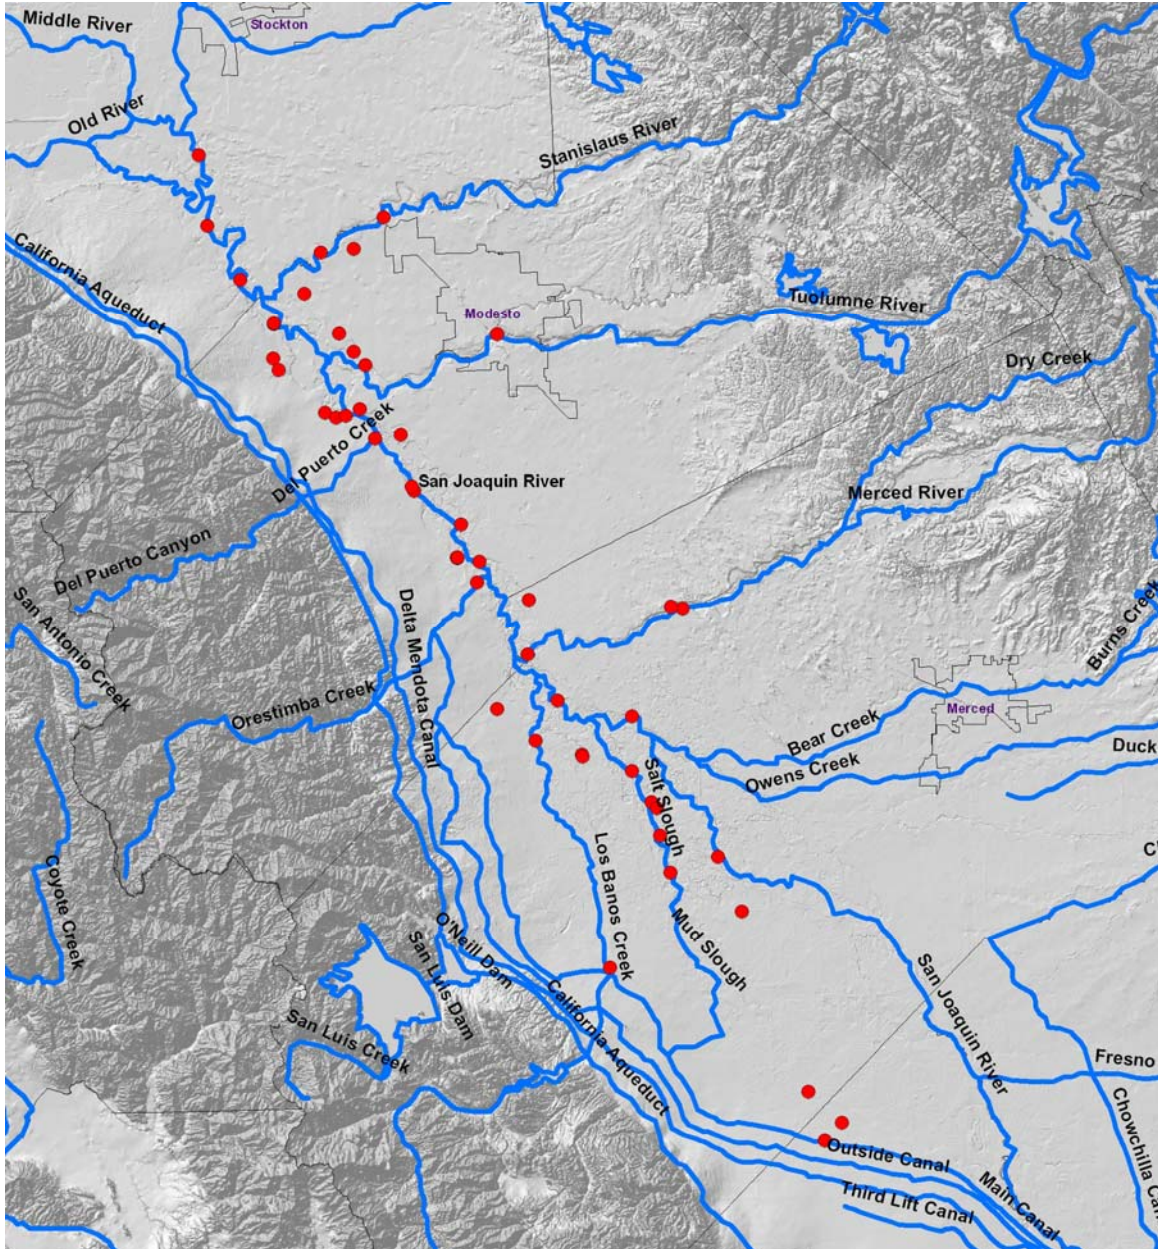 Middle River
Stockton
Old River
Stanislaus River
California Aqueduct
Tuolumne River
Modesto
Dry Creek
Del Puerto Creek
San Joaquin River
Merced River
Del Puerto Canyon
San Antonio Creek
Delta Mendota Canal
Burns Creek
Orestimba Creek
Merced
Bear Creek
Duck
Owens Creek
Salt Slough
Coyote Creek
Los Banos Creek
Mud Slough
O'Neill Dam
San Luis Dam
San Joaquin River
California Aqueduct
San Luis Creek
Fresno
Chowchilla
Outside Canal
Main Canal
Third Lift Canal